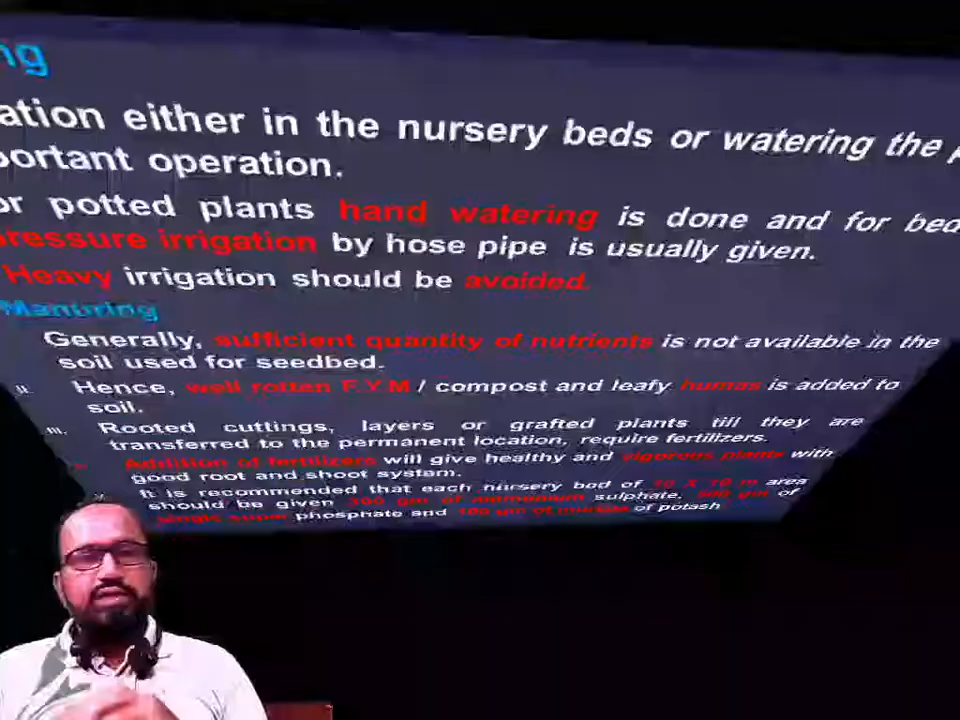 ng
ation either in the nursery beds or watering the
portant operation.
or potted plants hand watering is done and for bed
pressure irrigation by hose pipe is usually given.
Heavy irrigation should be avoided.
Manuring
Generally, sufficient quantity of nutrients is not available in the
soil used for seedbed.
II. Hence, well rotten F.Y.M / compost and leafy humas is added to
soil.
III. Rooted cuttings, layers or grafted plants till they are
transferred to the permanent location, require fertilizers.
Addition of fertilizers will give healthy and vigorous plants with
good root and shoot system.
It is recommended that each nursery bed of 10 X 10 m area
should be given gm of ammonium sulphate, 500 gm of
single super phosphate and 100 gm of muriate of potash